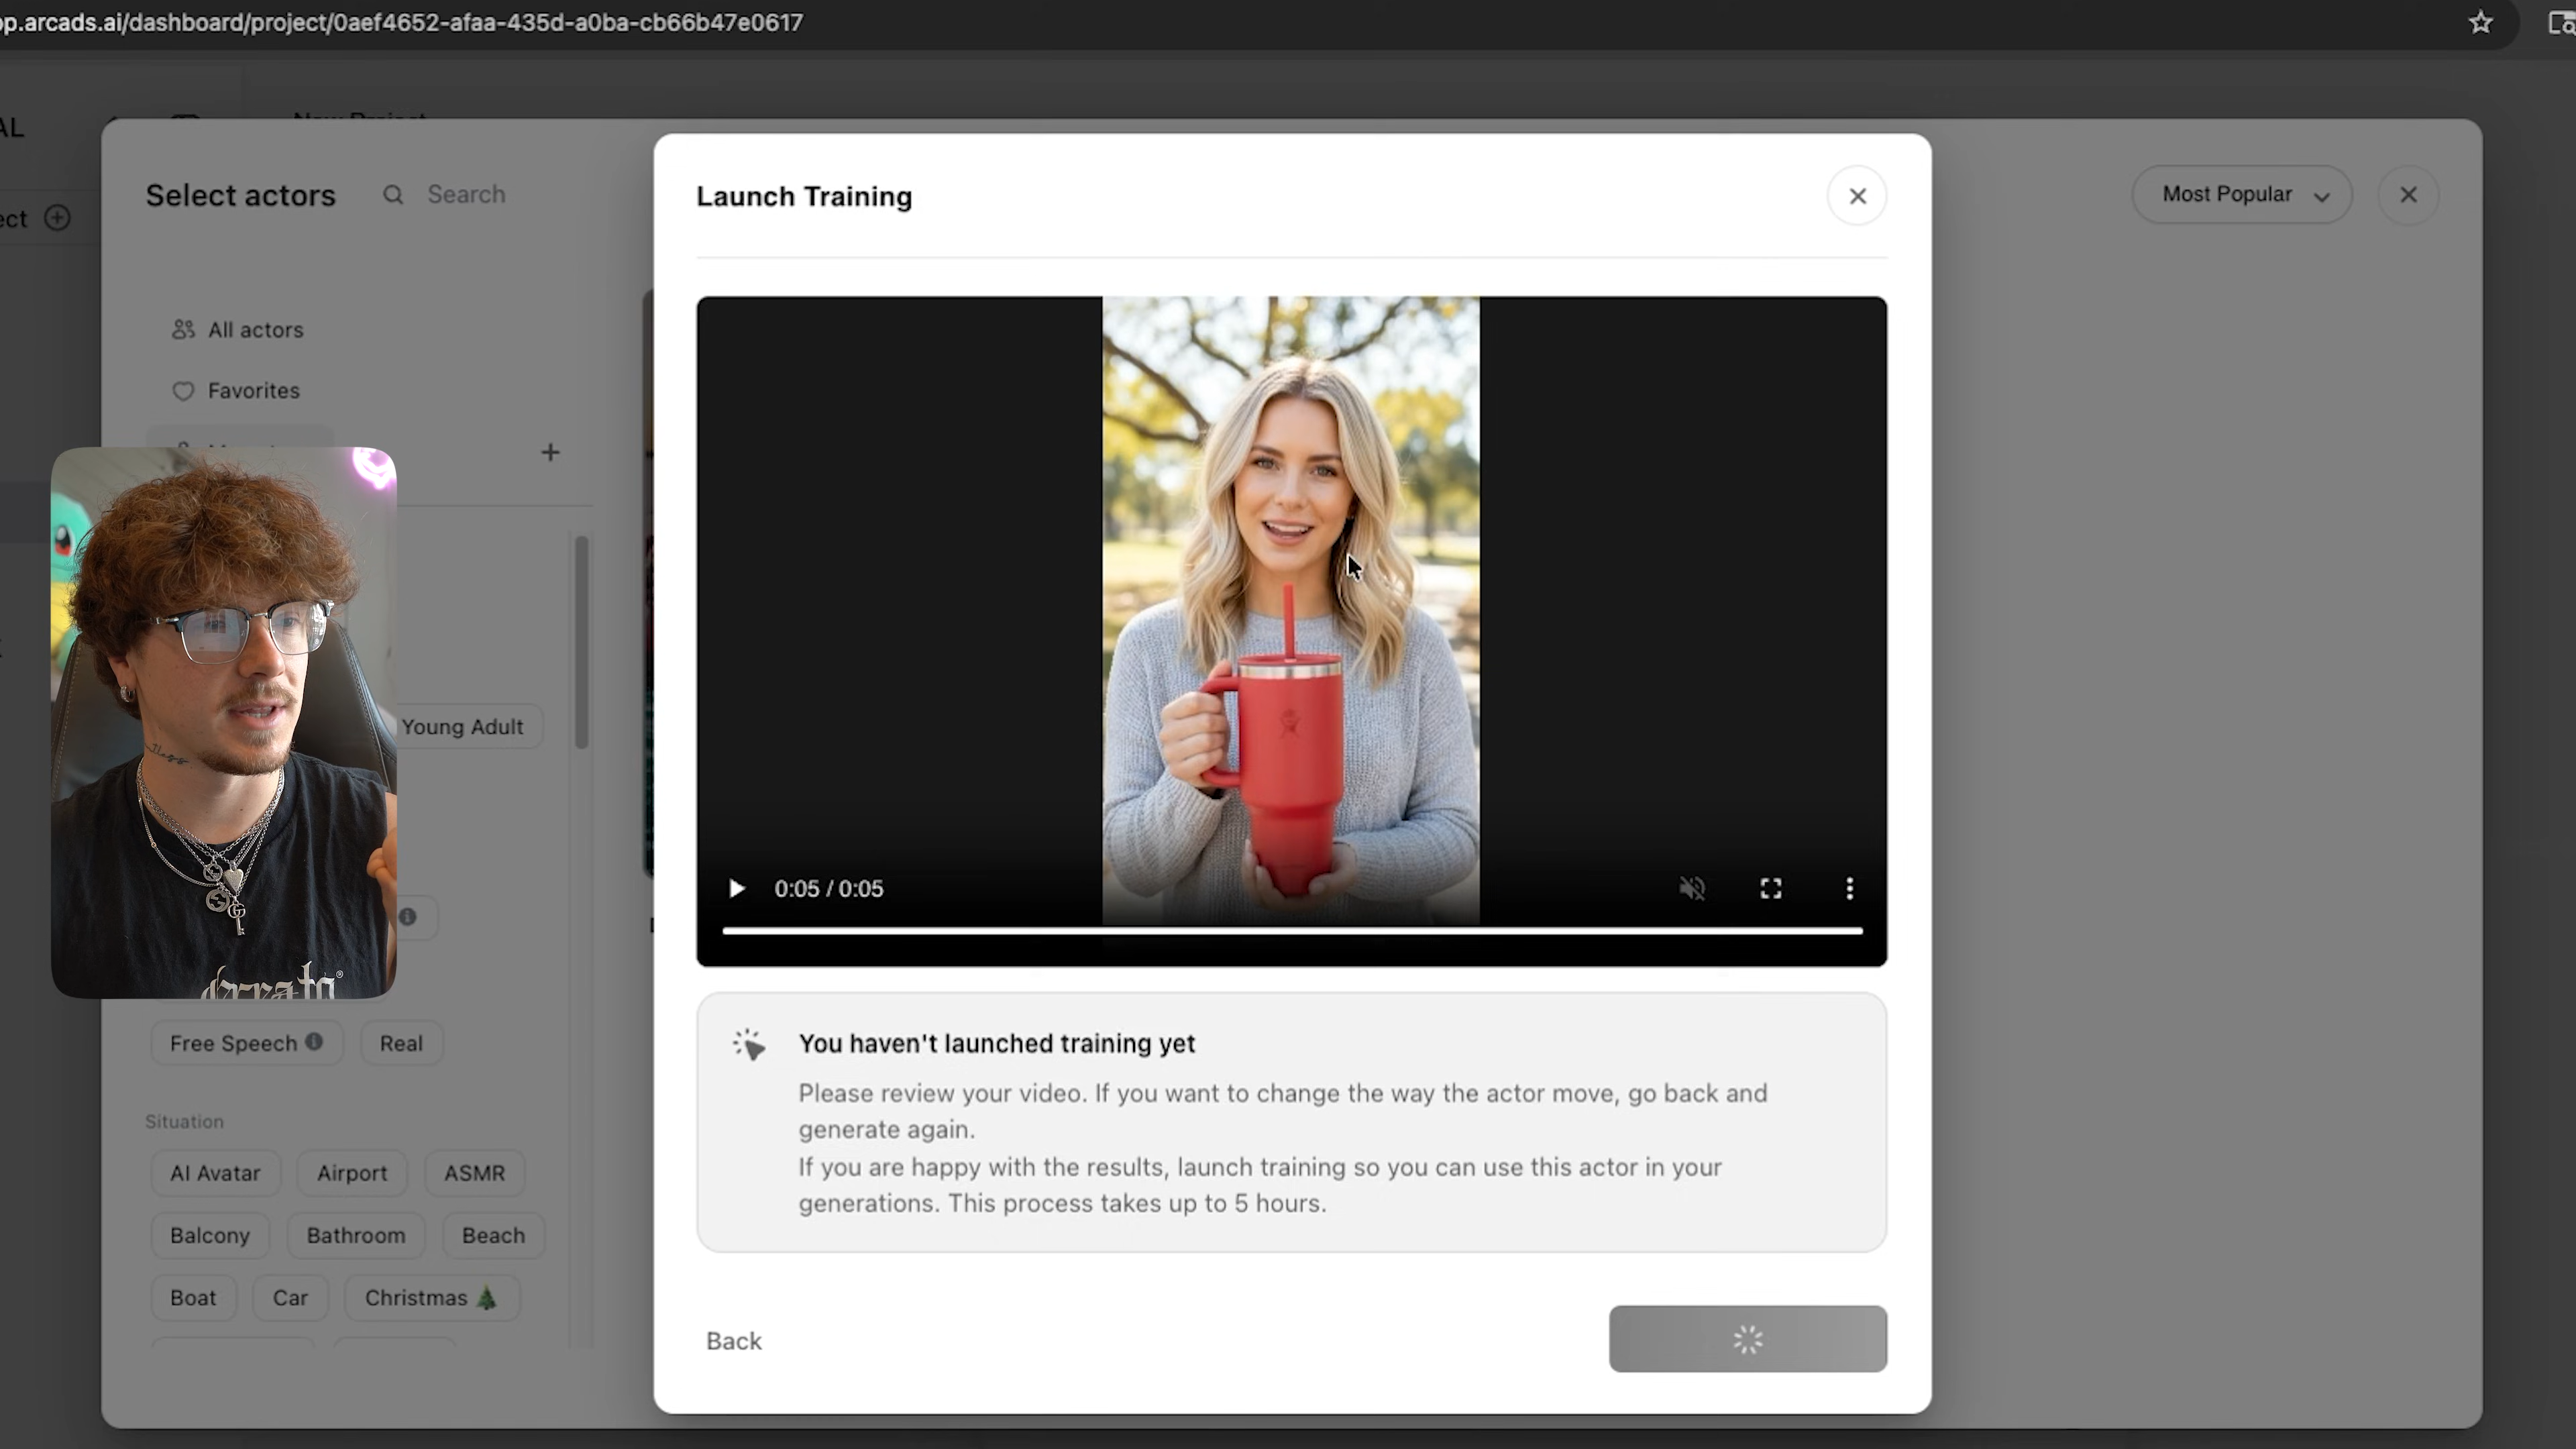 op.arcads.ai/dashboard/project/0aef4652-afaa-435d-a0ba-cb66b47e0617
AL
New Project
Select actors
Search
Launch Training
Most Popular
ect
All actors
Favorites
Young Adult
0:05 / 0:05
Free Speech
Real
You haven't launched training yet
Please review your video. If you want to change the way the actor move, go back and
generate again.
If you are happy with the results, launch training so you can use this actor in your
generations. This process takes up to 5 hours.
Situation
AI Avatar
Airport
ASMR
Balcony
Bathroom
Beach
Boat
Car
Christmas 🎄
Back